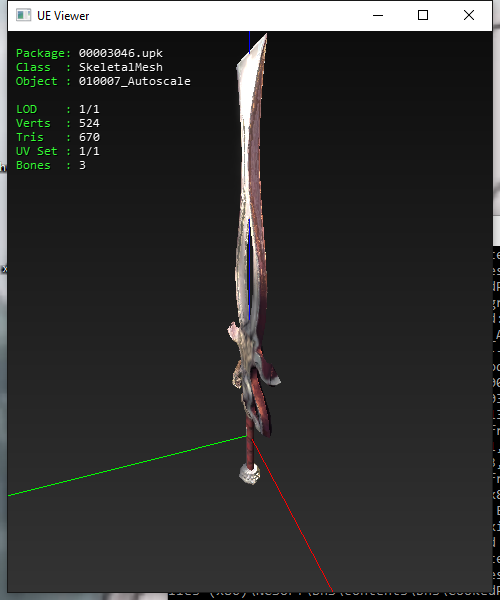 UE Viewer
Package: 00003046.upk
Class  : SkeletalMesh
Object : 010007_Autoscale
LOD    : 1/1
Verts  : 524
Tris   : 670
UV Set : 1/1
Bones  : 3